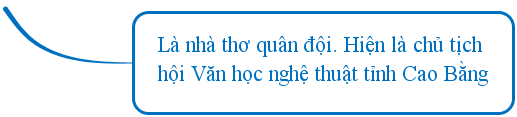 Là nhà thơ quân đội. Hiện là chủ tịch
hội Văn học nghệ thuật tỉnh Cao Bằng